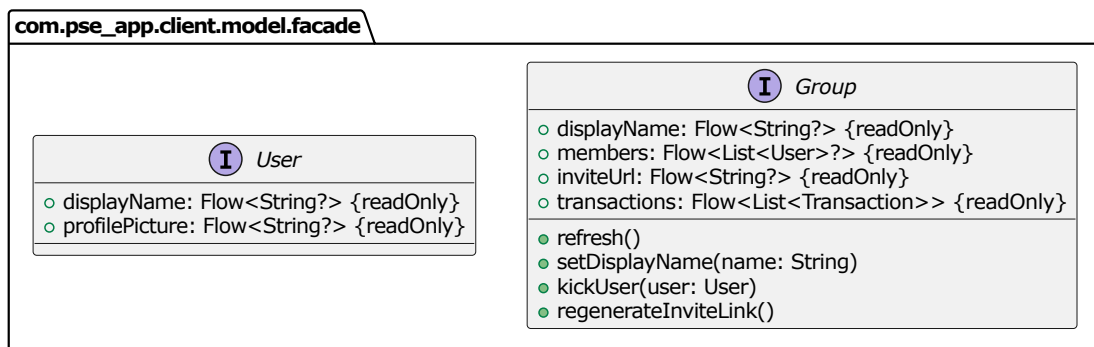 com.pse_app.client.model.facade
I User
displayName: Flow<String?> {readOnly}
profilePicture: Flow<String?> {readOnly}
I Group
displayName: Flow<String?> {readOnly}
members: Flow<List<User>?> {readOnly}
inviteUrl: Flow<String?> {readOnly}
transactions: Flow<List<Transaction>> {readOnly}
refresh()
setDisplayName(name: String)
kickUser(user: User)
regenerateInviteLink()